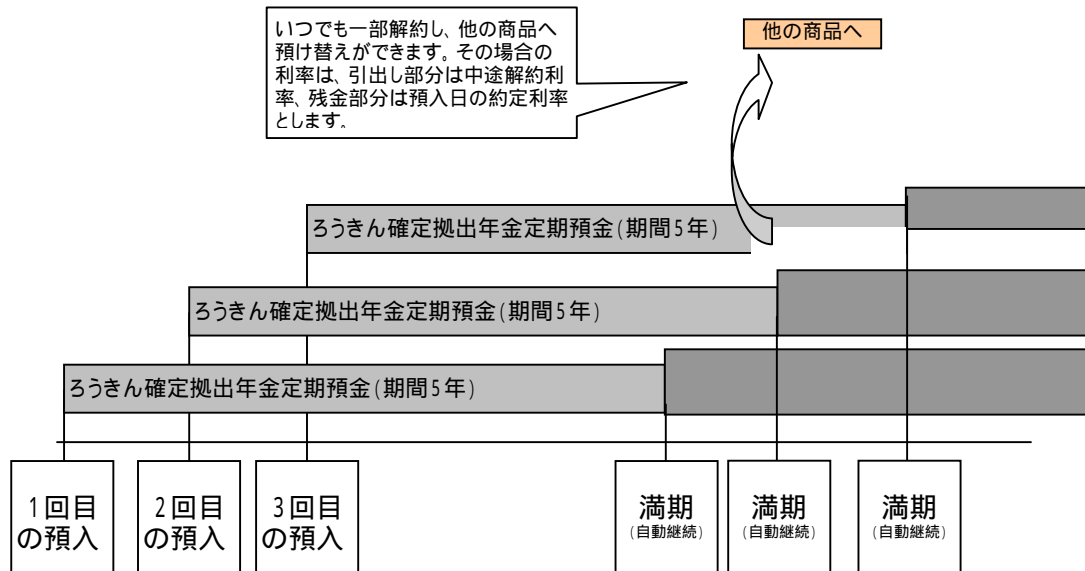 いつでも一部解約し、他の商品へ
預け替えができます。その場合の
利率は、引出し部分は中途解約利
率、残金部分は預入日の約定利率
とします。
他の商品へ
ろうきん確定拠出年金定期預金(期間5年)
ろうきん確定拠出年金定期預金(期間5年)
ろうきん確定拠出年金定期預金(期間5年)
1回目
の預入
2回目
の預入
3回目
の預入
満期
(自動継続)
満期
(自動継続)
満期
(自動継続)